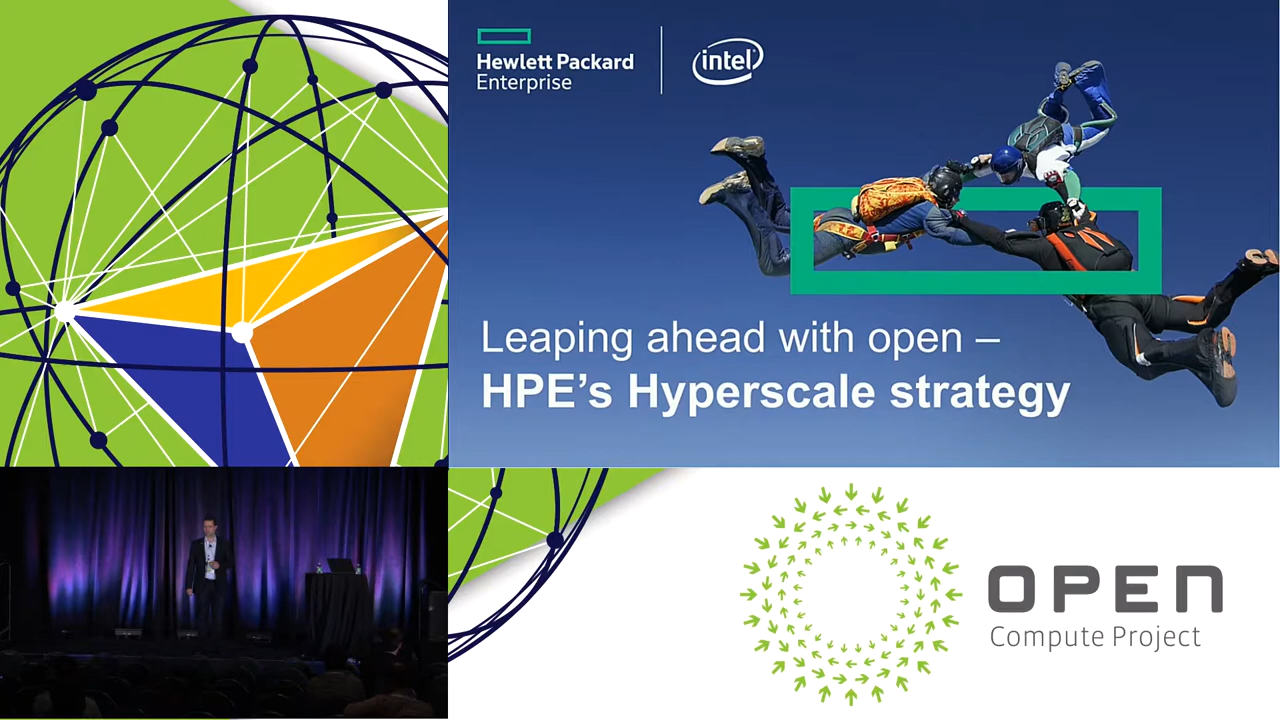 Hewlett Packard
Enterprise
intel
Leaping ahead with open –
HPE's Hyperscale strategy
OPEN
Compute Project